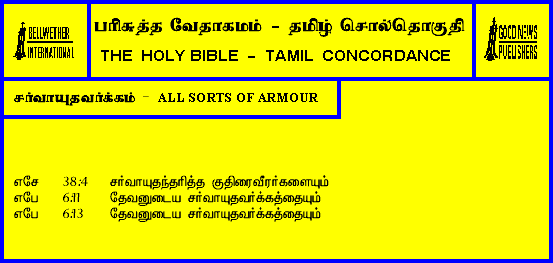 BELLWETHER
INTERNATIONAL
பரிசுத்த வேதாகமம் - தமிழ் சொல்தொகுதி
THE HOLY BIBLE - TAMIL CONCORDANCE
GOOD NEWS
PUBLISHERS
சர்வாயுதவர்க்கம் - ALL SORTS OF ARMOUR
எசே 38:4 சர்வாயுதந்தரித்த குதிரைவீரர்களையும்
எபே 6:11 தேவனுடைய சர்வாயுதவர்க்கத்தையும்
எபே 6:13 தேவனுடைய சர்வாயுதவர்க்கத்தையும்